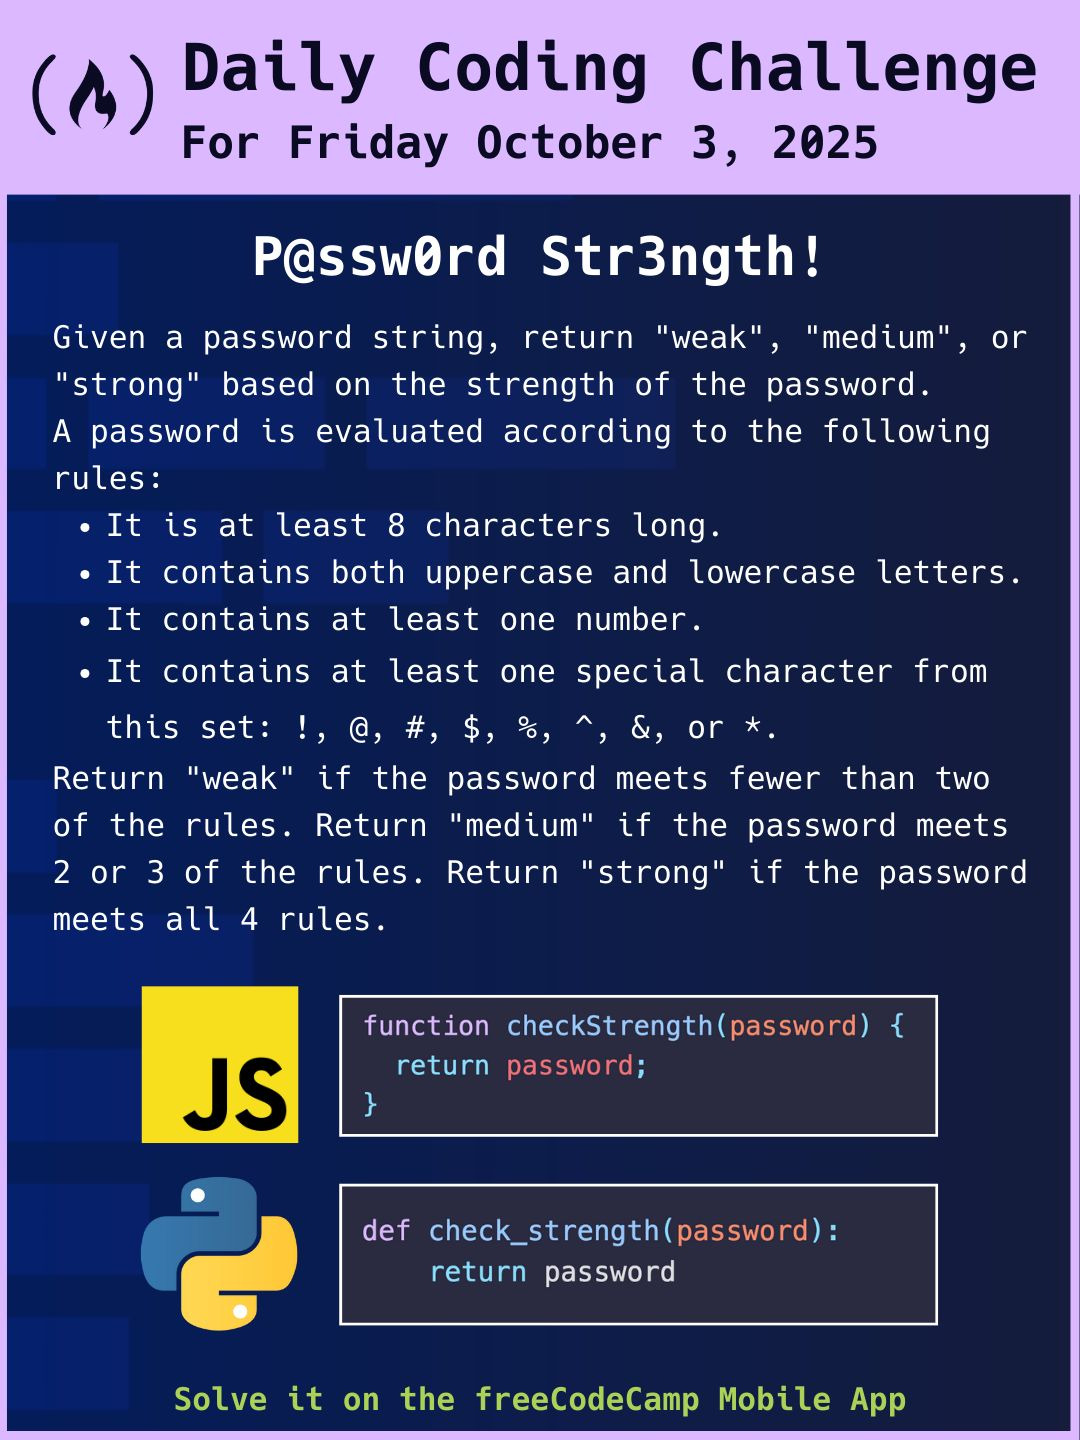 Daily Coding Challenge
For Friday October 3, 2025
P@ssw0rd Str3ngth!
Given a password string, return "weak", "medium", or
"strong" based on the strength of the password.
A password is evaluated according to the following
rules:
• It is at least 8 characters long.
• It contains both uppercase and lowercase letters.
• It contains at least one number.
• It contains at least one special character from
this set: !, @, #, $, %, ^, &, or *.
Return "weak" if the password meets fewer than two
of the rules. Return "medium" if the password meets
2 or 3 of the rules. Return "strong" if the password
meets all 4 rules.
JS
function checkStrength(password) {
  return password;
}
def check_strength(password):
    return password
Solve it on the freeCodeCamp Mobile App